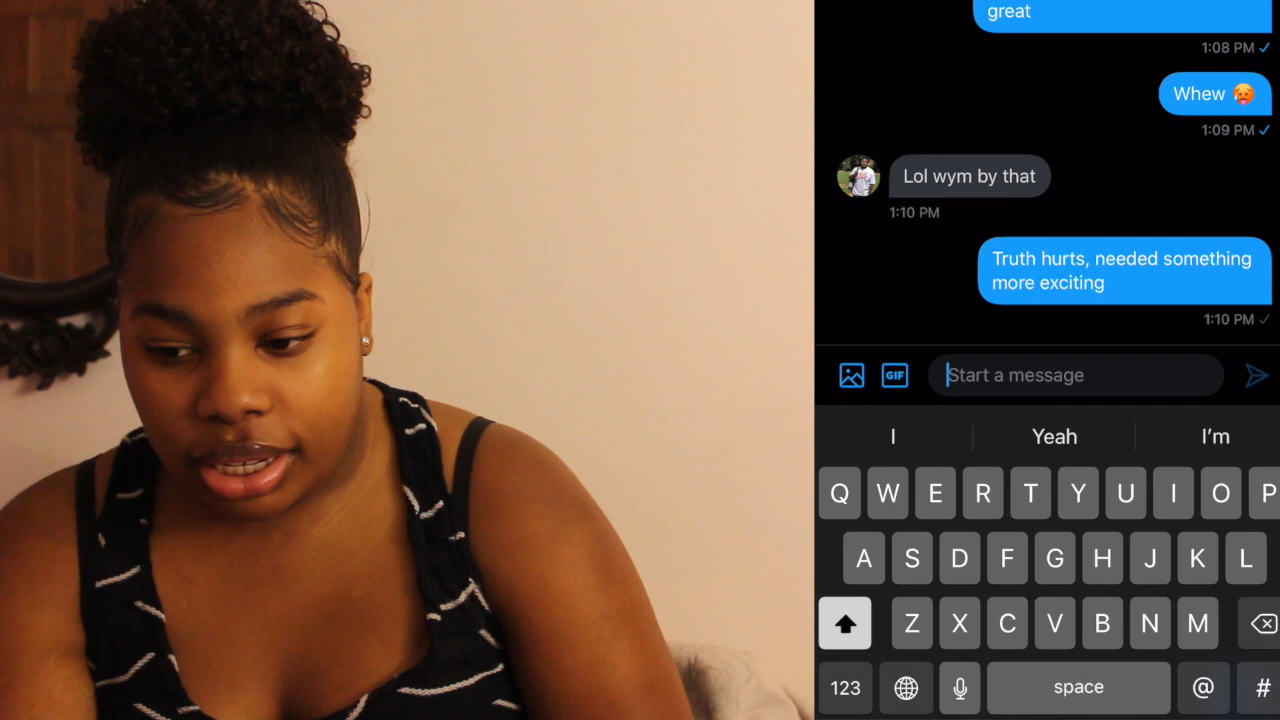 great
1:08 PM
Whew 🥵
1:09 PM
Lol wym by that
1:10 PM
Truth hurts, needed something
more exciting
1:10 PM
GIF
Start a message
I Yeah I'm
Q W E R T Y U I O P
A S D F G H J K L
Z X C V B N M
123 space @ #